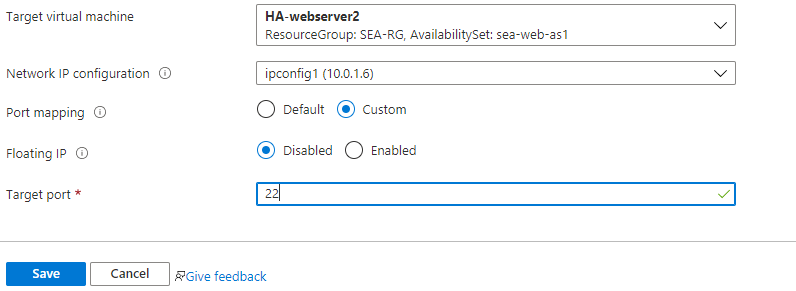 Target virtual machine
HA-webserver2
ResourceGroup: SEA-RG, AvailabilitySet: sea-web-as1
Network IP configuration
ipconfig1 (10.0.1.6)
Port mapping
Default
Custom
Floating IP
Disabled
Enabled
Target port *
22
Save
Cancel
Give feedback